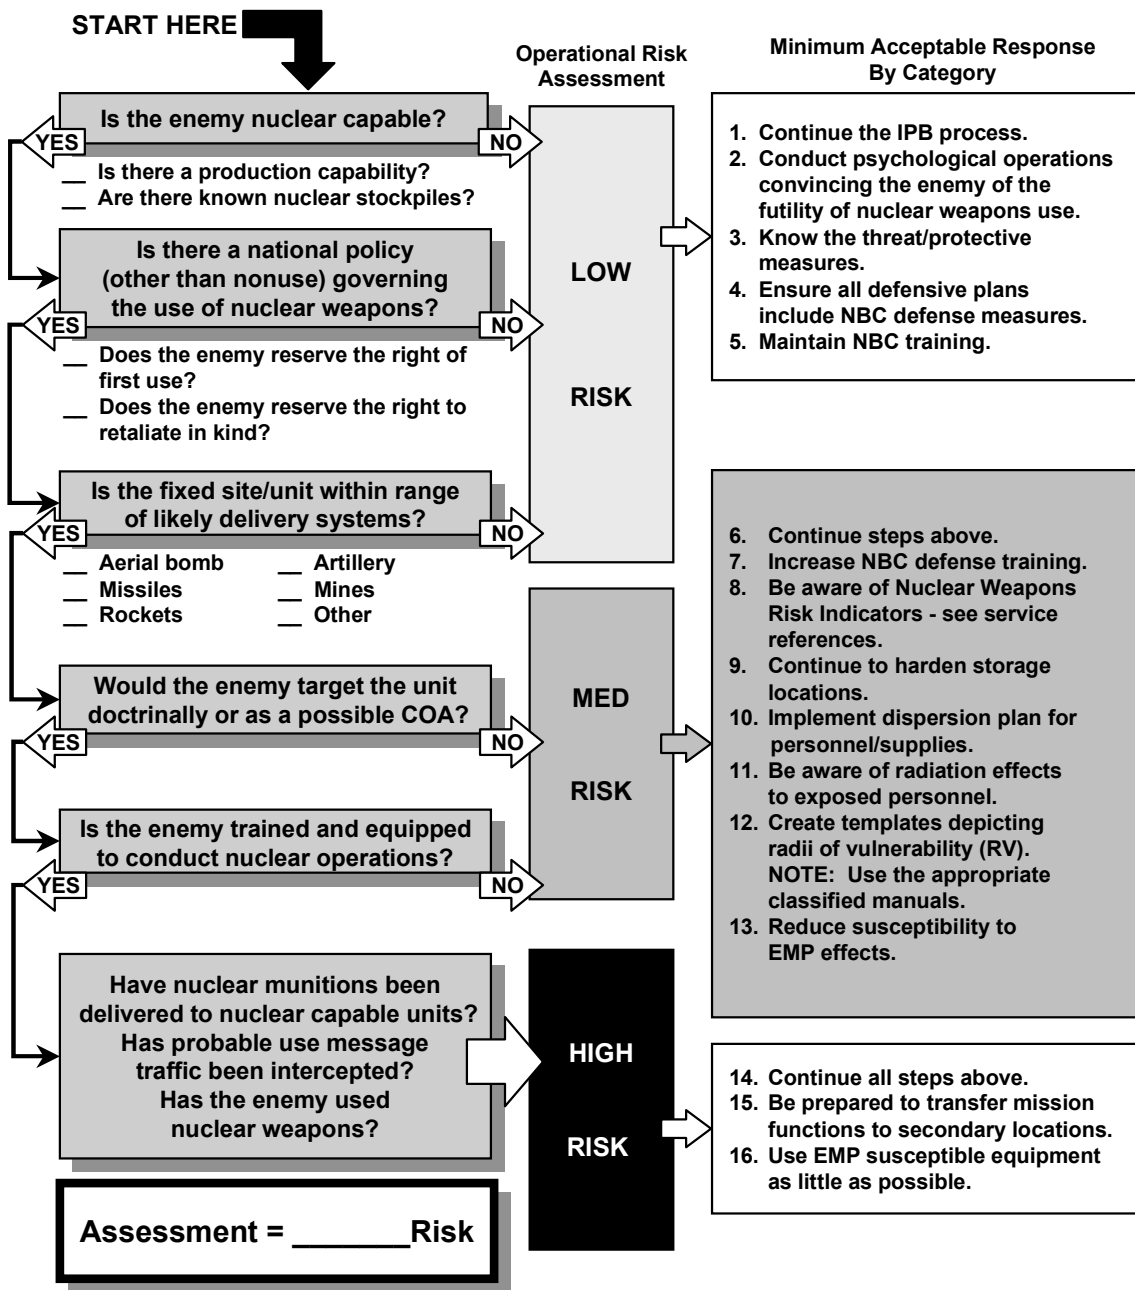 START HERE
Operational Risk
Assessment
Minimum Acceptable Response
By Category
Is the enemy nuclear capable?
YES
NO
__ Is there a production capability?
__ Are there known nuclear stockpiles?
Is there a national policy
(other than nonuse) governing
the use of nuclear weapons?
YES
NO
__ Does the enemy reserve the right of
first use?
__ Does the enemy reserve the right to
retaliate in kind?
Is the fixed site/unit within range
of likely delivery systems?
YES
NO
__ Aerial bomb __ Artillery
__ Missiles __ Mines
__ Rockets __ Other
Would the enemy target the unit
doctrinally or as a possible COA?
YES
NO
Is the enemy trained and equipped
to conduct nuclear operations?
YES
NO
Have nuclear munitions been
delivered to nuclear capable units?
Has probable use message
traffic been intercepted?
Has the enemy used
nuclear weapons?
Assessment = _______Risk
LOW
RISK
MED
RISK
HIGH
RISK
1. Continue the IPB process.
2. Conduct psychological operations
convincing the enemy of the
futility of nuclear weapons use.
3. Know the threat/protective
measures.
4. Ensure all defensive plans
include NBC defense measures.
5. Maintain NBC training.
6. Continue steps above.
7. Increase NBC defense training.
8. Be aware of Nuclear Weapons
Risk Indicators - see service
references.
9. Continue to harden storage
locations.
10. Implement dispersion plan for
personnel/supplies.
11. Be aware of radiation effects
to exposed personnel.
12. Create templates depicting
radii of vulnerability (RV).
NOTE: Use the appropriate
classified manuals.
13. Reduce susceptibility to
EMP effects.
14. Continue all steps above.
15. Be prepared to transfer mission
functions to secondary locations.
16. Use EMP susceptible equipment
as little as possible.